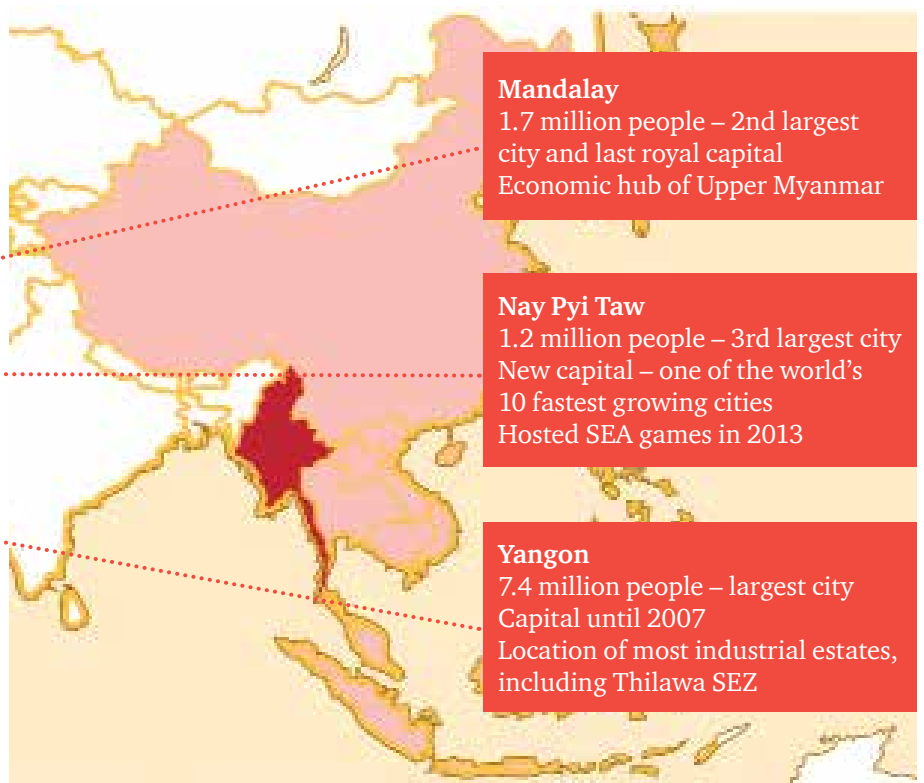 Mandalay
1.7 million people – 2nd largest
city and last royal capital
Economic hub of Upper Myanmar
Nay Pyi Taw
1.2 million people – 3rd largest city
New capital – one of the world's
10 fastest growing cities
Hosted SEA games in 2013
Yangon
7.4 million people – largest city
Capital until 2007
Location of most industrial estates,
including Thilawa SEZ